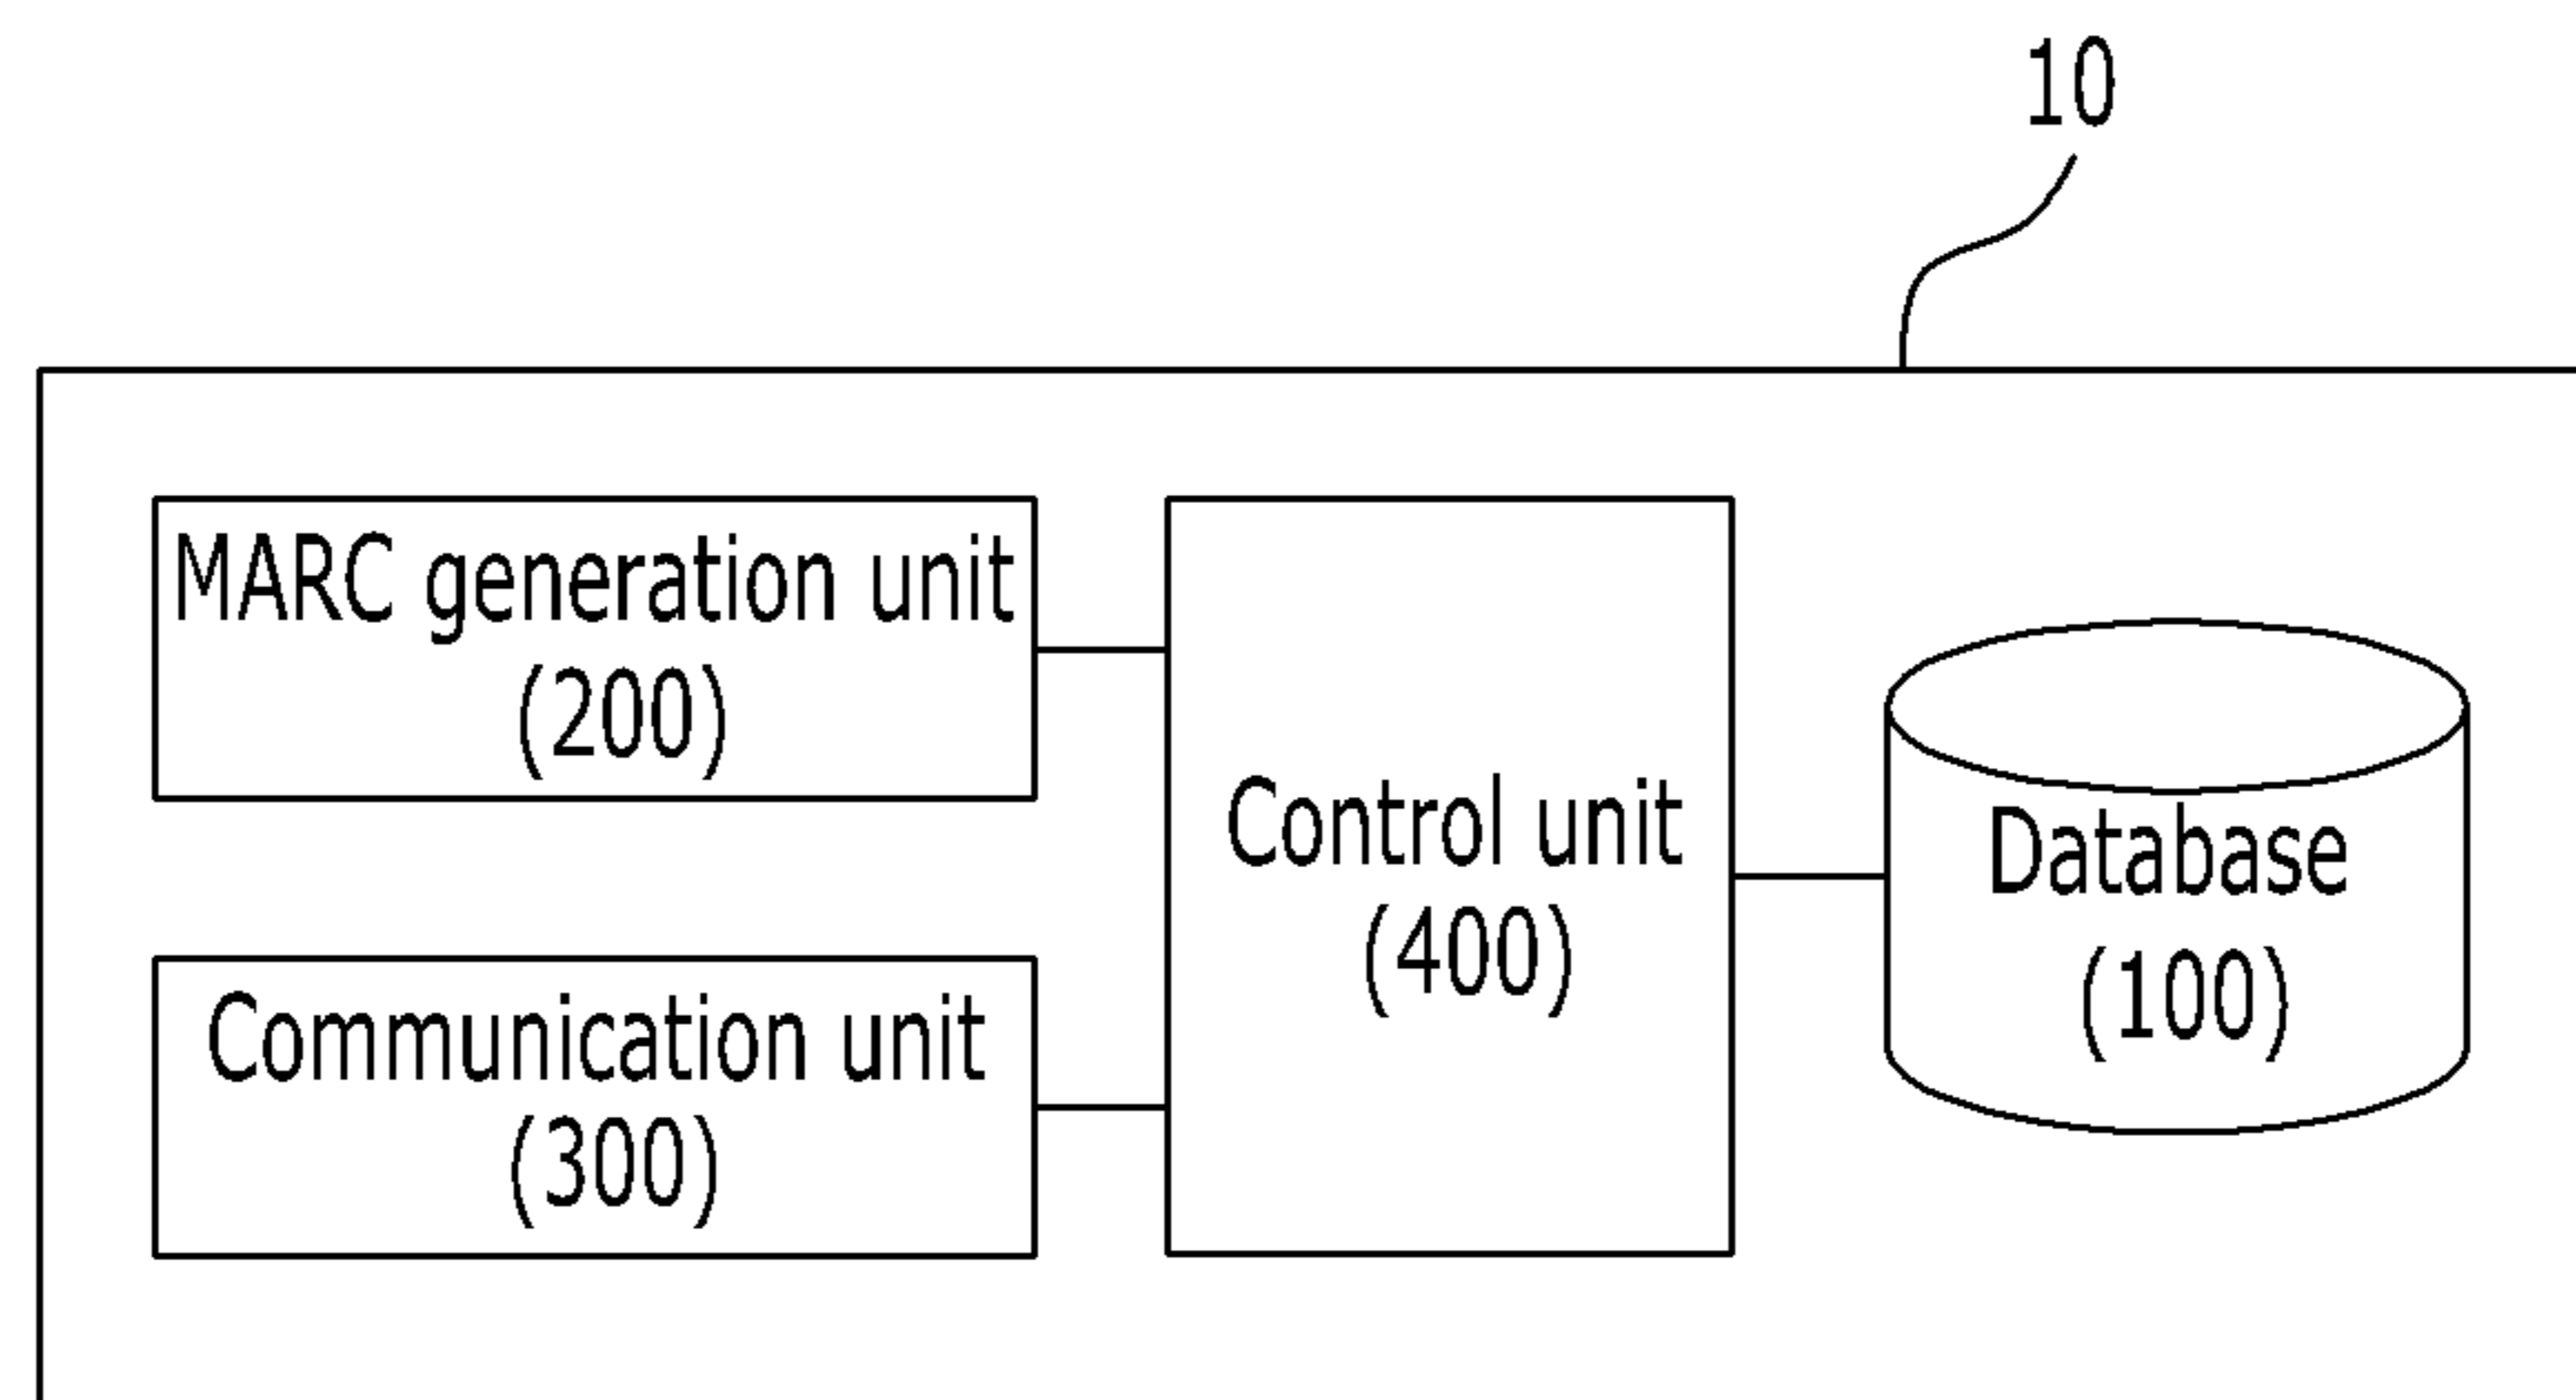 10
MARC generation unit
(200)
Communication unit
(300)
Control unit
(400)
Database
(100)